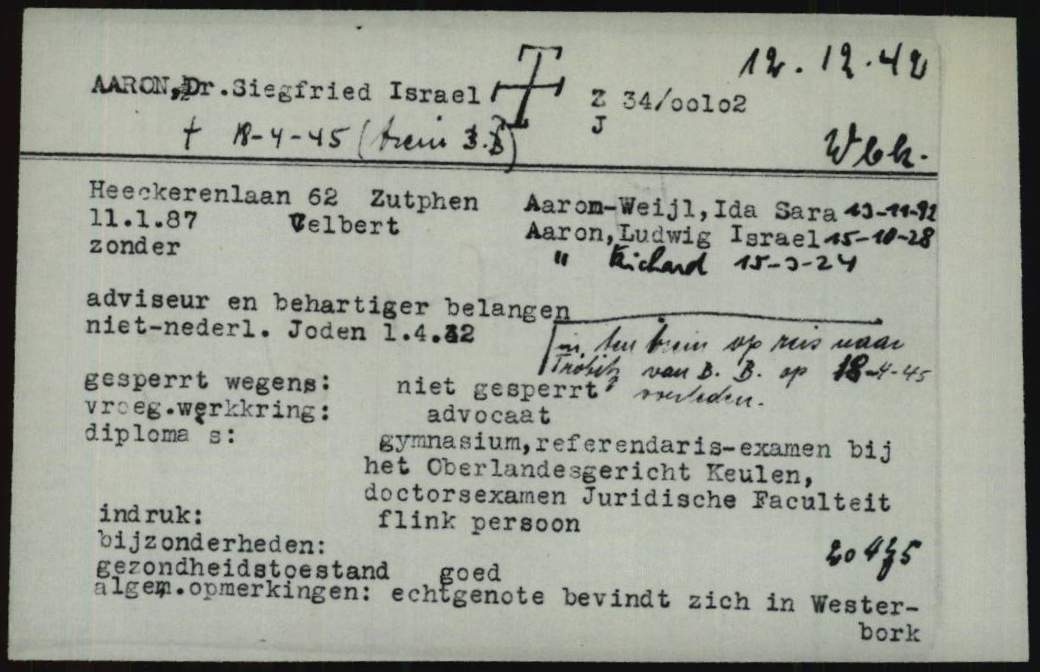 12.12.42
AARON, Dr. Siegfried Israel
Z 34/oolo2
J
† 18-4-45 (trein B.B)
Wbk.
Heeckerenlaan 62 Zutphen
11.1.87 Velbert
zonder
Aarom-Weijl, Ida Sara 13-11-92
Aaron, Ludwig Israel 15-10-28
" Richard 15-3-24
adviseur en behartiger belangen
niet-nederl. Joden 1.4.
in den trein op reis naar
Tröbitz van B. B. op 18-4-45
overleden.
gesperrt wegens: niet gesperrt
vroeg.werkkring: advocaat
diploma s: gymnasium, referendaris-examen bij
het Oberlandesgericht Keulen,
doctorsexamen Juridische Faculteit
indruk: flink persoon
bijzonderheden:
gezondheidstoestand goed
algem.opmerkingen: echtgenote bevindt zich in Wester-
bork